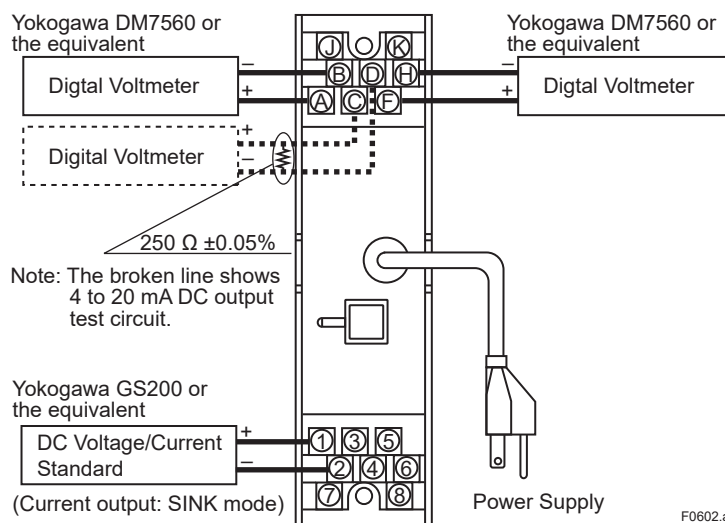 Yokogawa DM7560 or
the equivalent
Digtal Voltmeter
–
+
Digital Voltmeter
+
–
250 Ω ±0.05%
Note: The broken line shows
4 to 20 mA DC output
test circuit.
J K
B D H
A C F
Yokogawa DM7560 or
the equivalent
–
+
Digtal Voltmeter
Yokogawa GS200 or
the equivalent
DC Voltage/Current
Standard
+
–
(Current output: SINK mode)
1 3 5
2 4 6
7 8
Power Supply
F0602.a